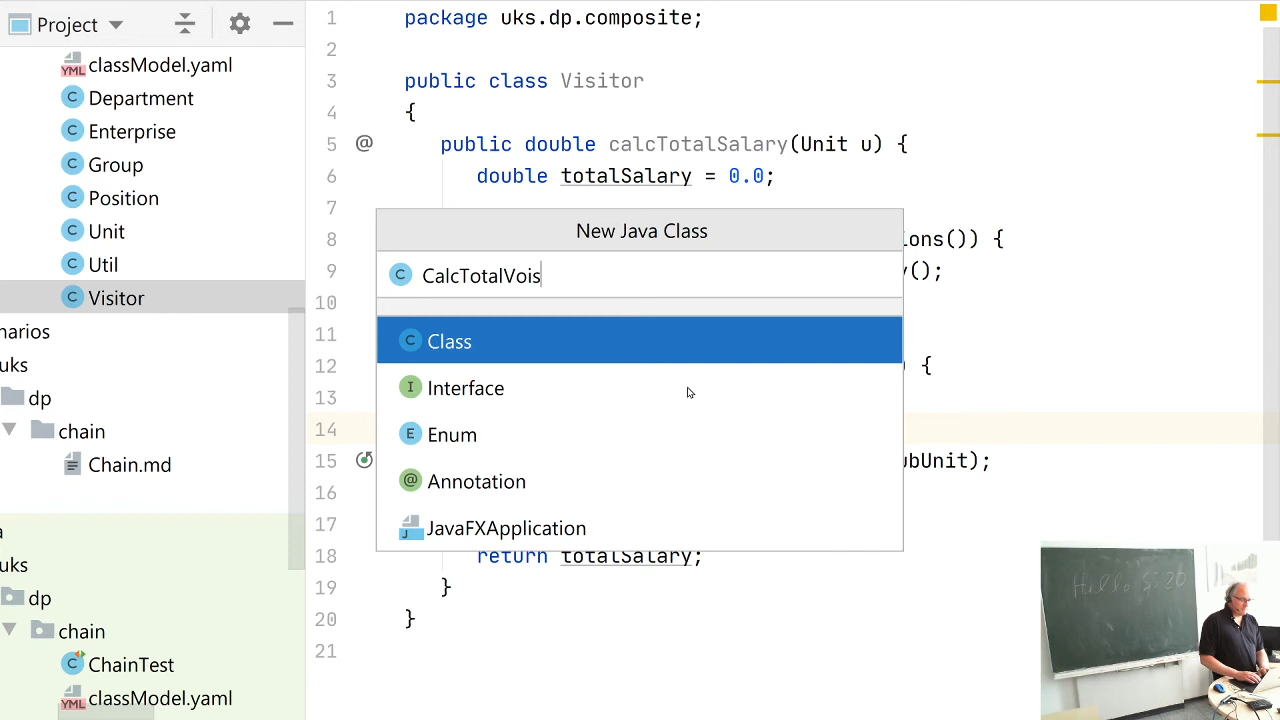 Project
classModel.yaml
Department
Enterprise
Group
Position
Unit
Util
Visitor
narios
uks
dp
chain
Chain.md
a
uks
dp
chain
ChainTest
classModel.yaml
1 package uks.dp.composite;
2
3 public class Visitor
4 {
5 @ public double calcTotalSalary(Unit u) {
6 double totalSalary = 0.0;
7
8 ions()) {
9 y();
10
11
12 {
13
14
15 ubUnit);
16
17
18 return totalSalary;
19 }
20 }
21
New Java Class
C CalcTotalVois
C Class
I Interface
E Enum
@ Annotation
J JavaFXApplication
Hello